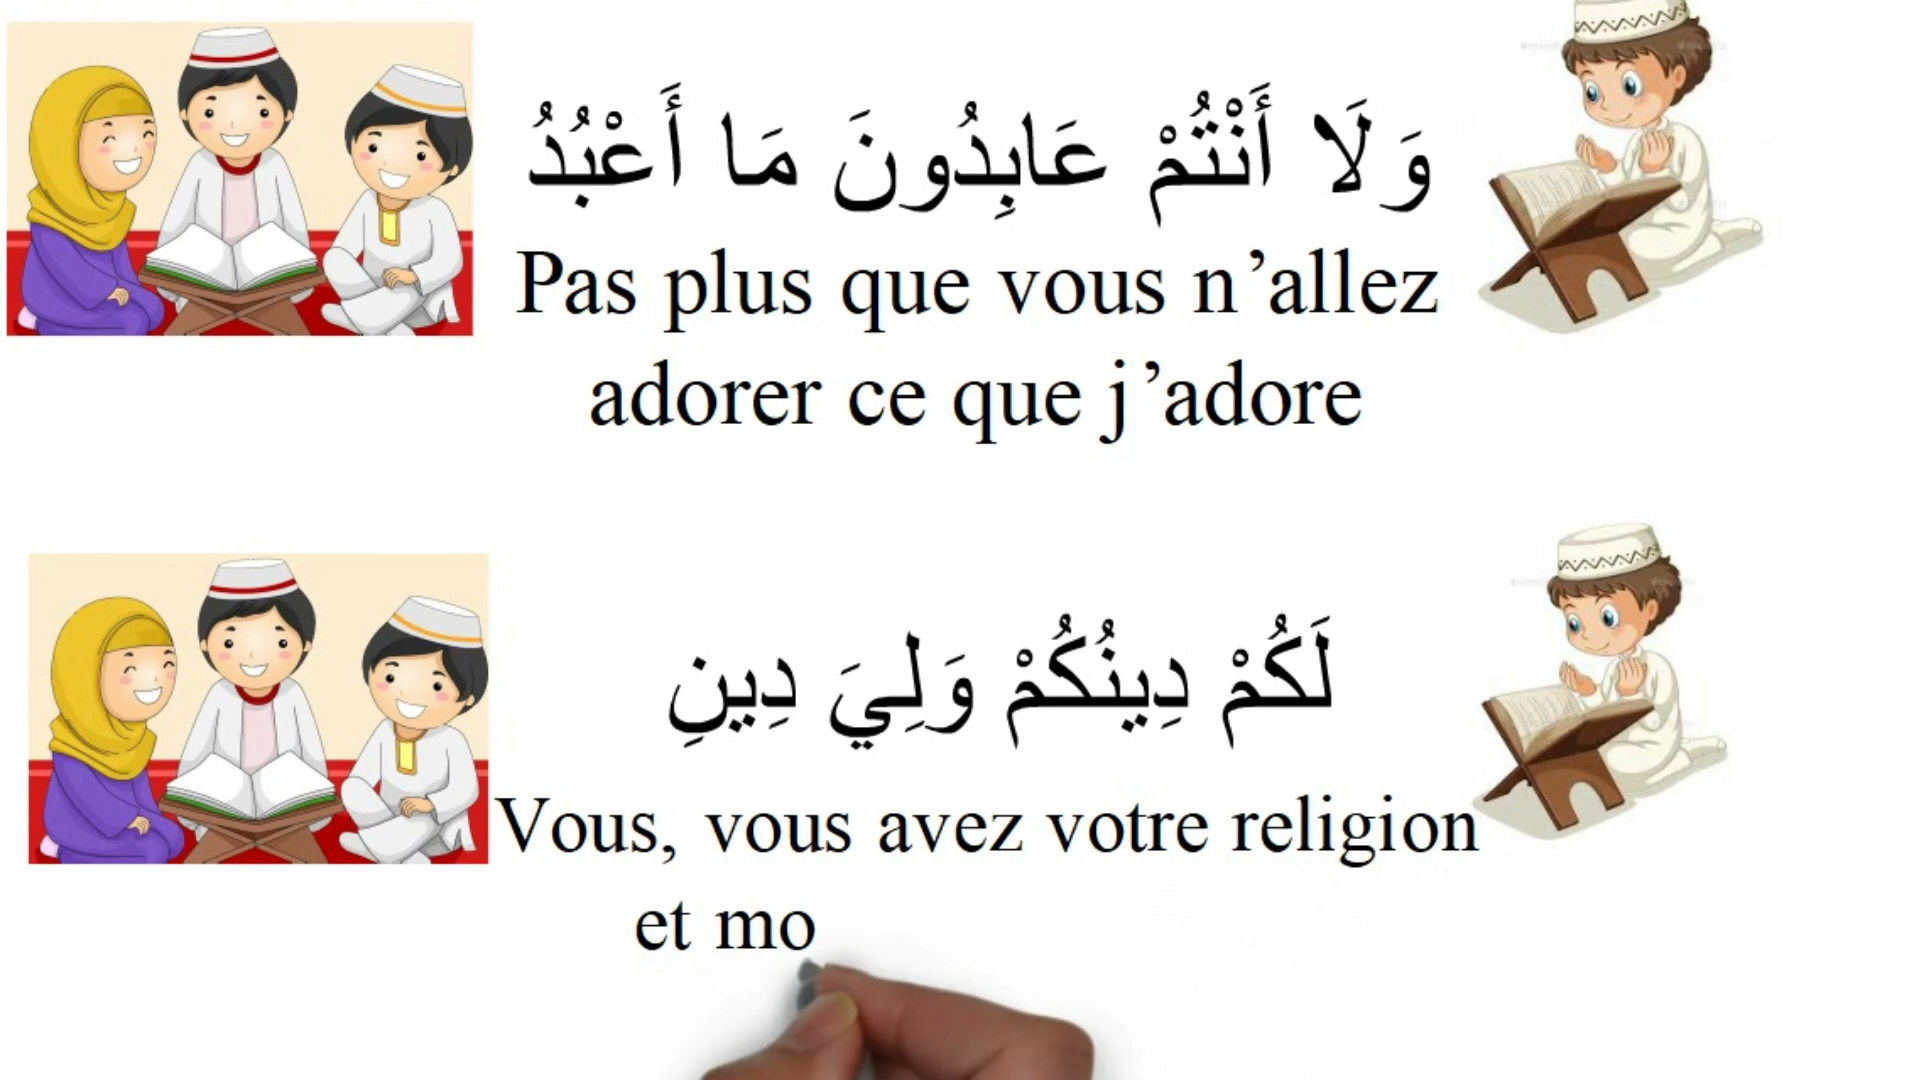 وَلَا أَنْتُمْ عَابِدُونَ مَا أَعْبُدُ
Pas plus que vous n’allez
adorer ce que j’adore
لَكُمْ دِينُكُمْ وَلِيَ دِينِ
Vous, vous avez votre religion
et mo